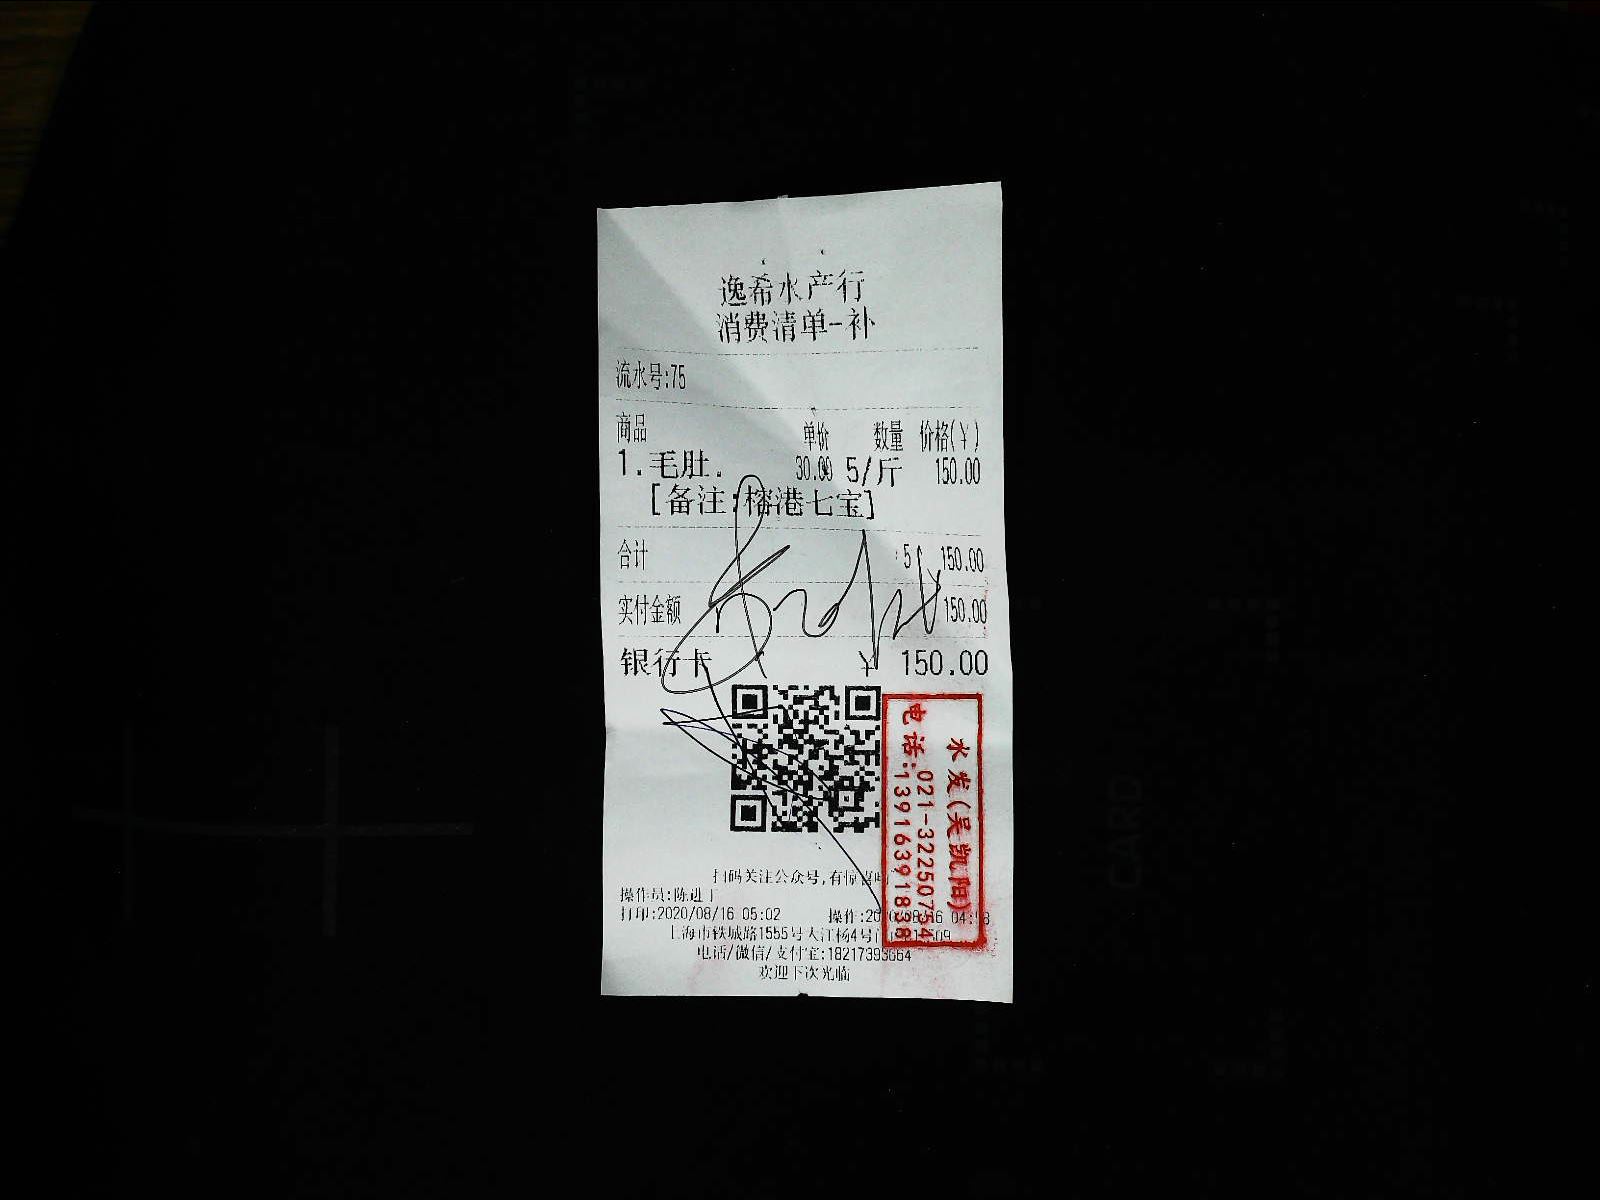 逸希水产行
消费清单-补
流水号:75
商品 单价 数量 价格(¥)
1.毛肚. 30.00 5/斤 150.00
[备注:榕港七宝]
合计 5 150.00
实付金额 150.00
银行卡 ¥ 150.00
水发(吴凯阳)
021-32250754
电话:13916391838
扫码关注公众号,有惊喜
操作员:陈进丁
打印:2020/08/16 05:02 操作:2020/08/16 04:
上海市铁城路1555号大江杨4号
电话/微信/支付宝:18217393664
欢迎下次光临
CARD